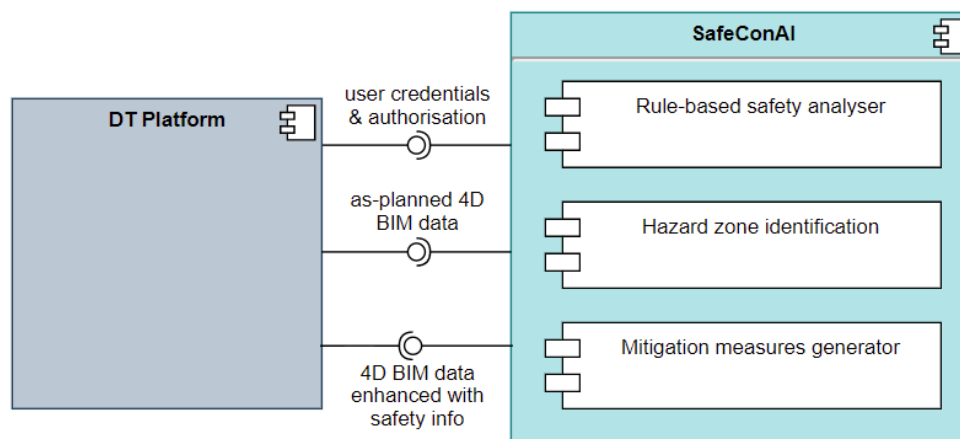 SafeConAI
DT Platform
user credentials
& authorisation
Rule-based safety analyser
as-planned 4D
BIM data
Hazard zone identification
Mitigation measures generator
4D BIM data
enhanced with
safety info